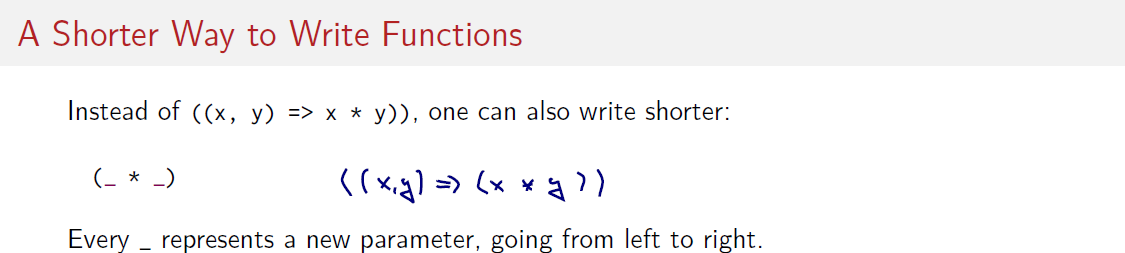 A Shorter Way to Write Functions
Instead of ((x, y) => x * y)), one can also write shorter:
(_ * _) ((x,y) => (x * y))
Every _ represents a new parameter, going from left to right.